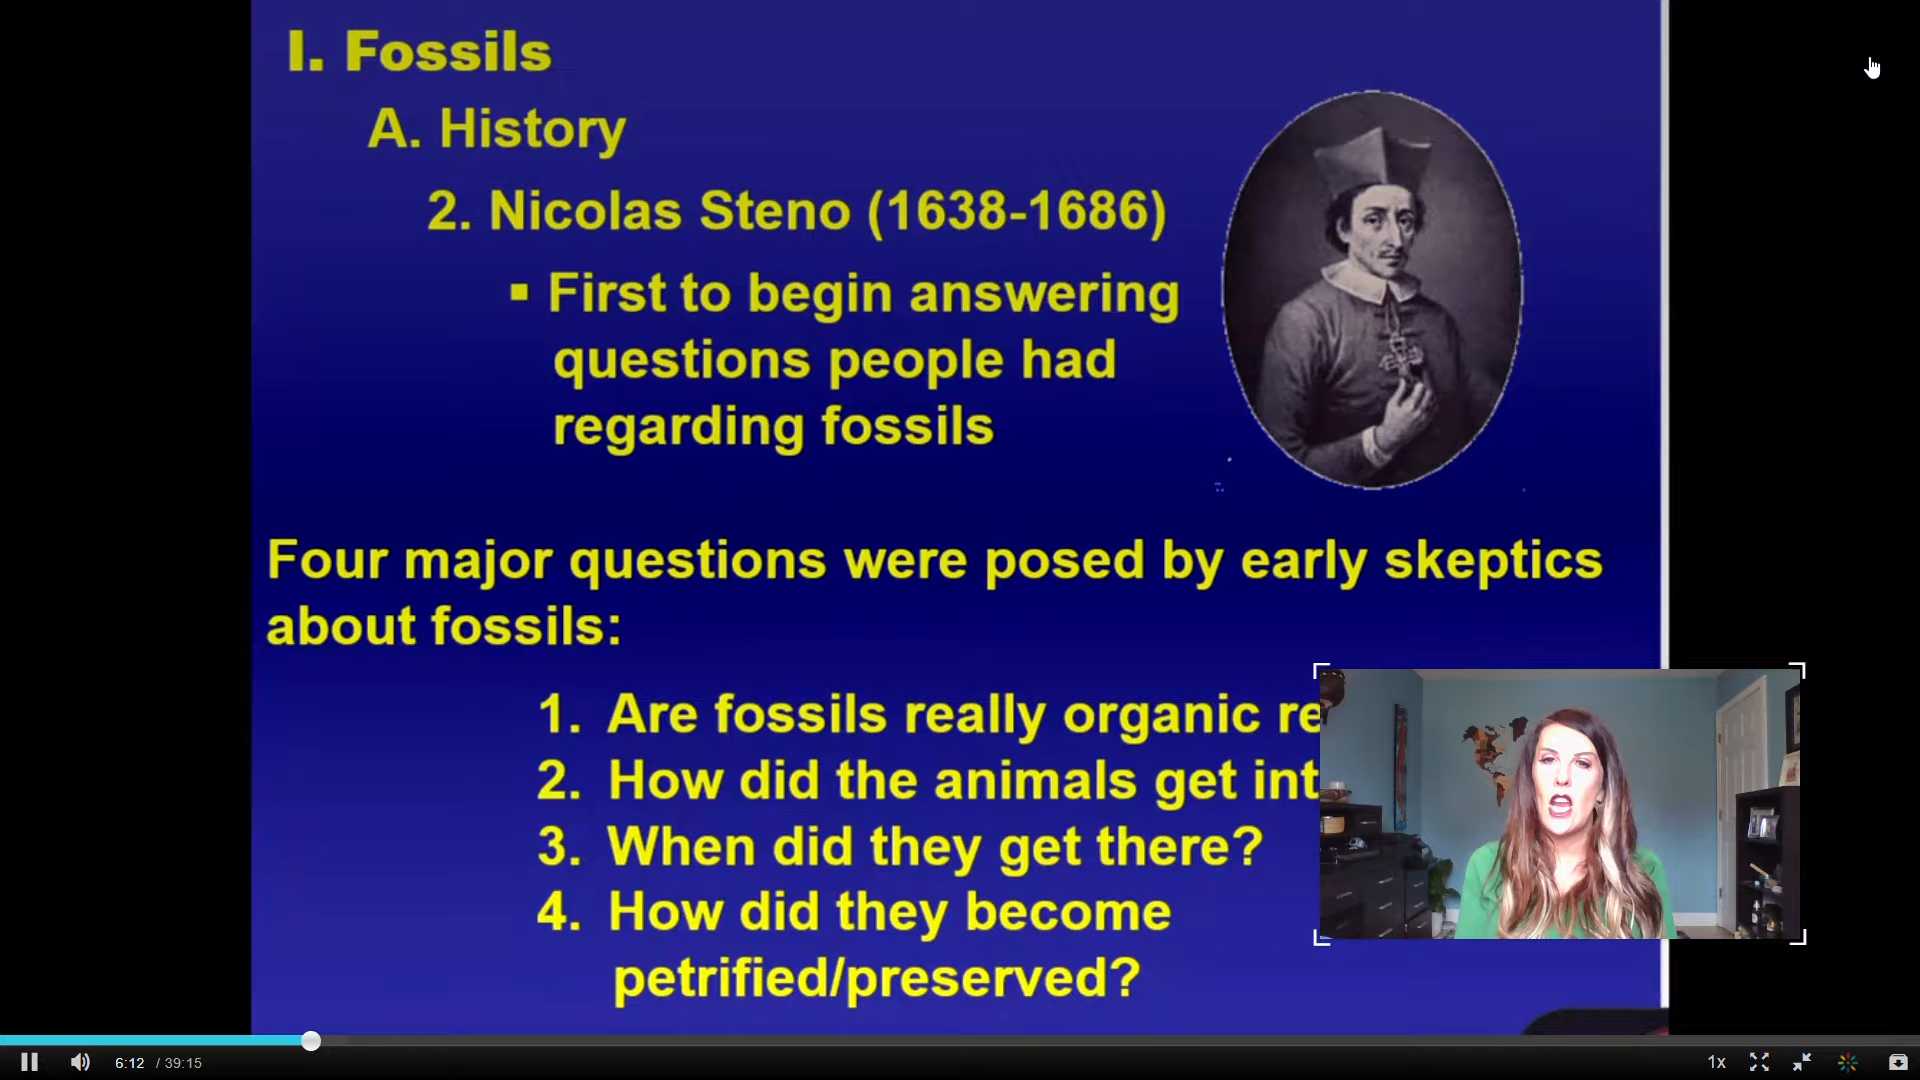 I. Fossils
A. History
2. Nicolas Steno (1638-1686)
▪ First to begin answering
questions people had
regarding fossils
Four major questions were posed by early skeptics
about fossils:
1. Are fossils really organic
2. How did the animals get
3. When did they get there?
4. How did they become
petrified/preserved?
6:12 / 39:15
1x